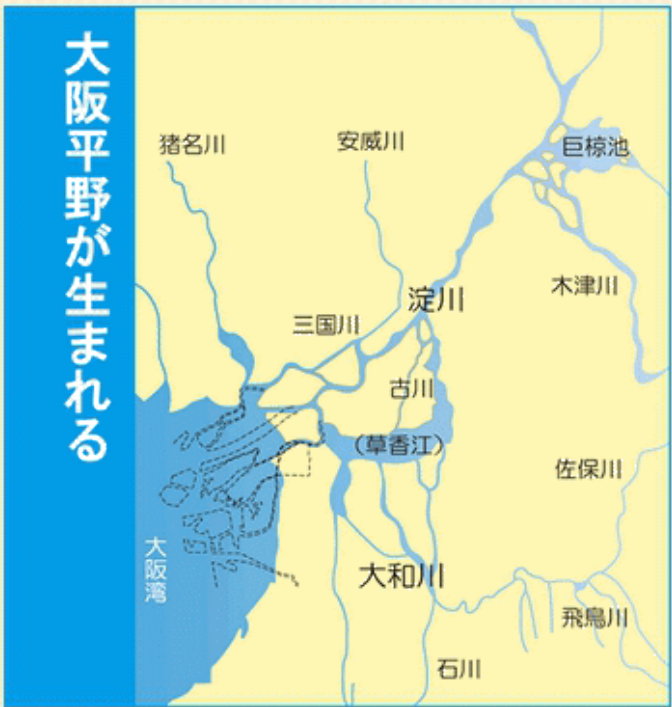 大阪平野が生まれる
猪名川
安威川
巨椋池
木津川
淀川
三国川
古川
（草香江）
佐保川
大阪湾
大和川
飛鳥川
石川